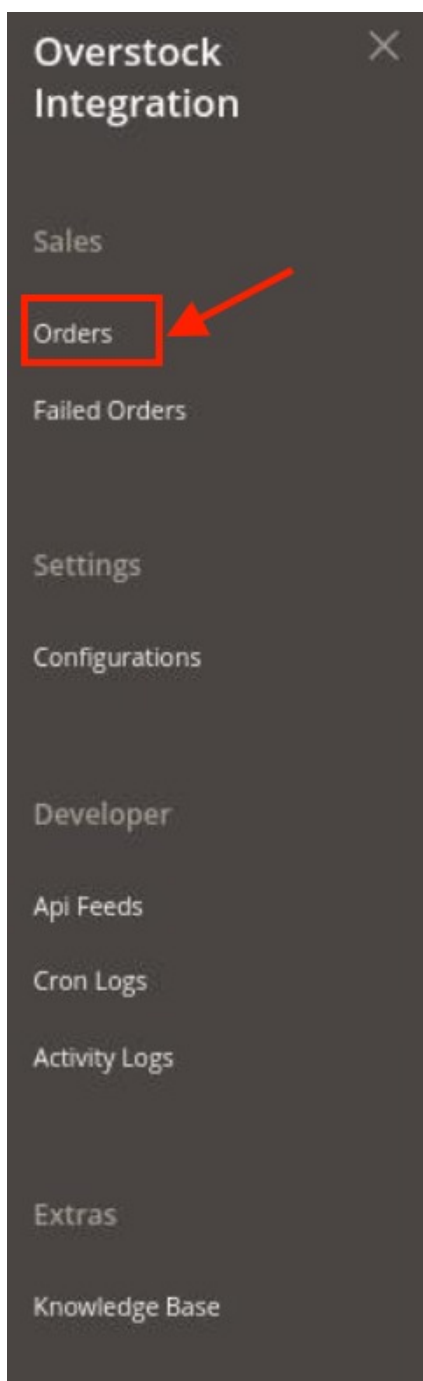 Overstock
Integration
Sales
Orders
Failed Orders
Settings
Configurations
Developer
Api Feeds
Cron Logs
Activity Logs
Extras
Knowledge Base